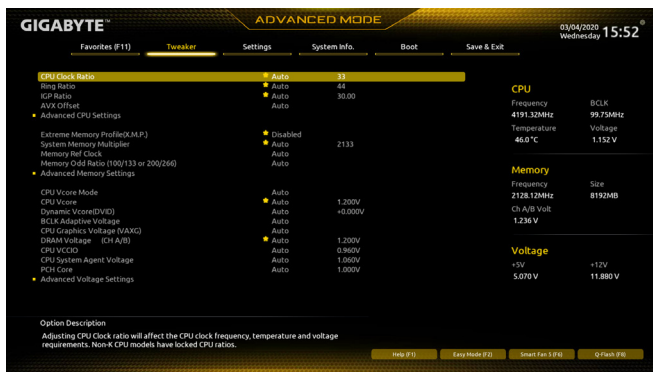 GIGABYTE™
ADVANCED MODE
03/04/2020
Wednesday 15:52
Favorites (F11) Tweaker Settings System Info. Boot Save & Exit
CPU Clock Ratio Auto 33
Ring Ratio Auto 44
IGP Ratio Auto 30.00
AVX Offset Auto
Advanced CPU Settings
Extreme Memory Profile(X.M.P.) Disabled
System Memory Multiplier Auto 2133
Memory Ref Clock Auto
Memory Odd Ratio (100/133 or 200/266) Auto
Advanced Memory Settings
CPU Vcore Mode Auto
CPU Vcore Auto 1.200V
Dynamic Vcore(DVID) Auto +0.000V
BCLK Adaptive Voltage Auto
CPU Graphics Voltage (VAXG) Auto
DRAM Voltage (CH A/B) Auto 1.200V
CPU VCCIO Auto 0.960V
CPU System Agent Voltage Auto 1.060V
PCH Core Auto 1.000V
Advanced Voltage Settings
CPU
Frequency BCLK
4191.32MHz 99.75MHz
Temperature Voltage
46.0 °C 1.152 V
Memory
Frequency Size
2128.12MHz 8192MB
Ch A/B Volt
1.236 V
Voltage
+5V +12V
5.070 V 11.880 V
Option Description
Adjusting CPU Clock ratio will affect the CPU clock frequency, temperature and voltage
requirements. Non-K CPU models have locked CPU ratios.
Help (F1) Easy Mode (F2) Smart Fan 5 (F6) Q-Flash (F8)